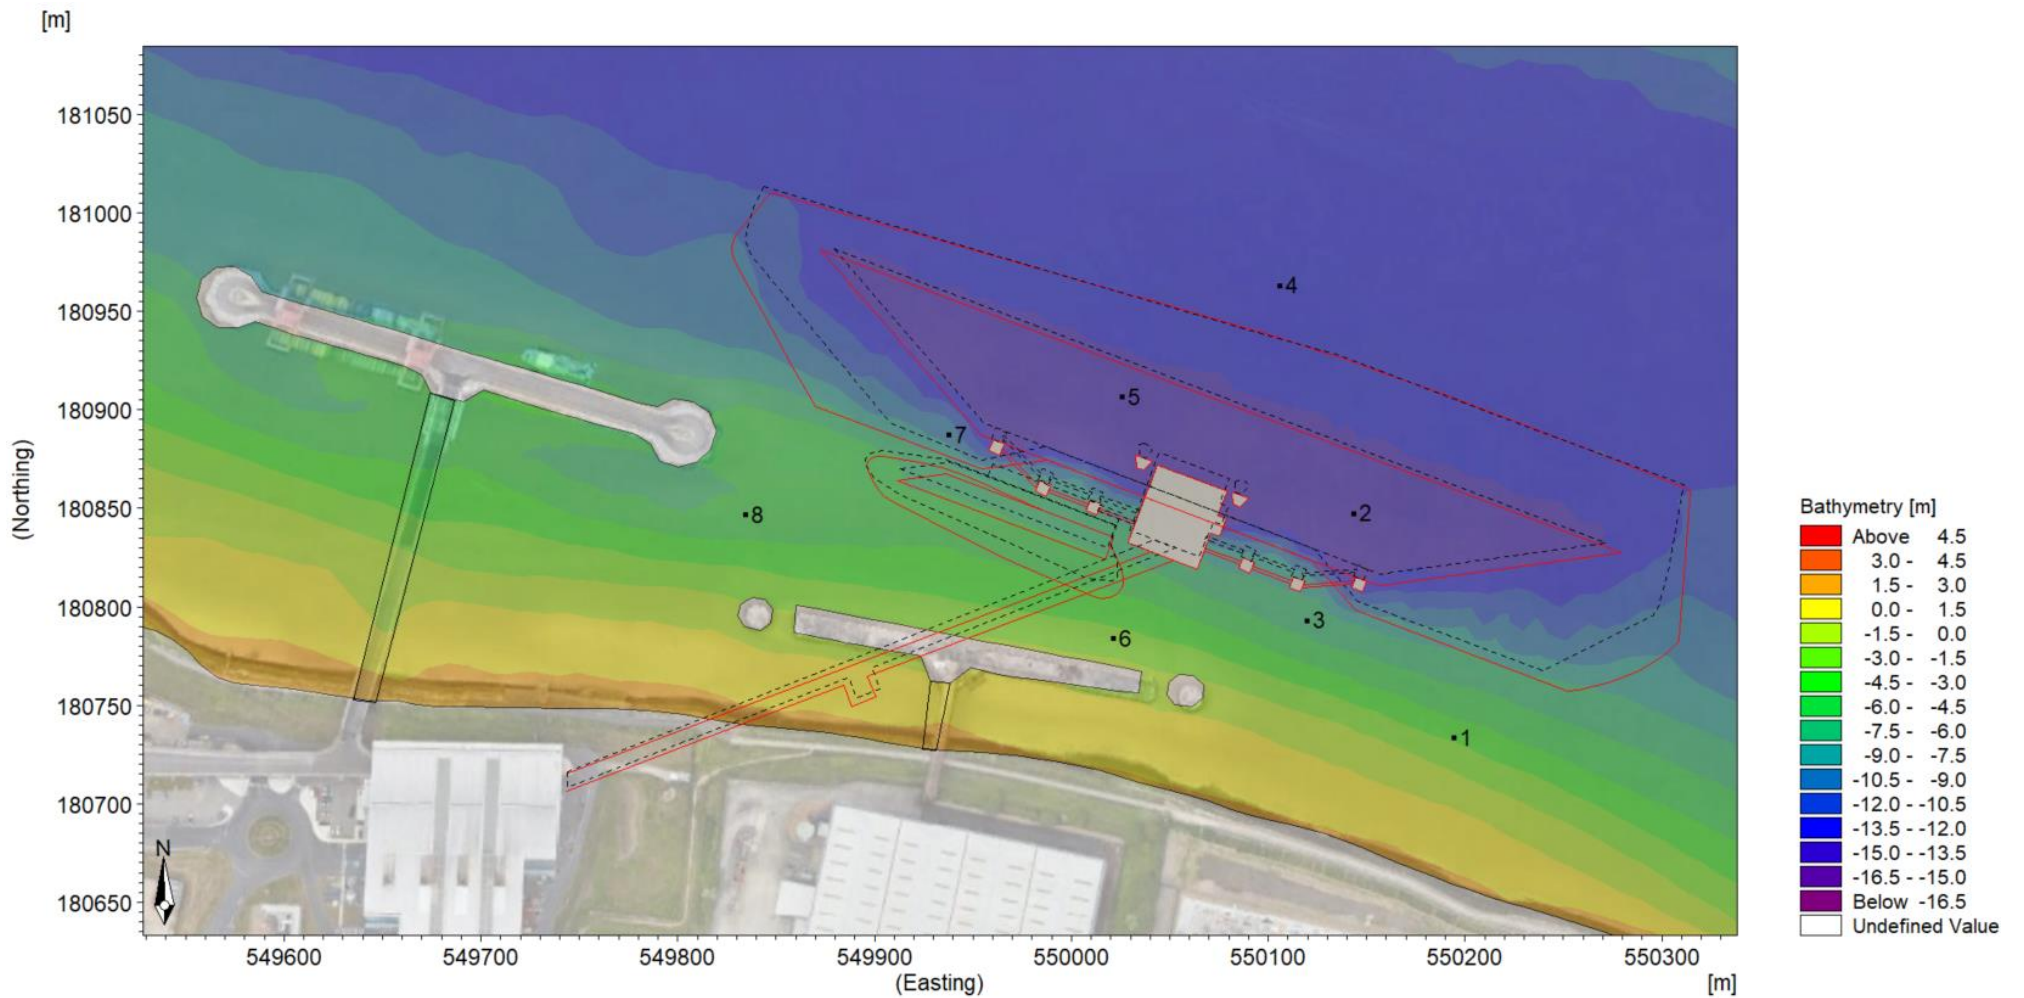 [m]
181050
181000
180950
180900
180850
180800
180750
180700
180650
(Northing)
4
5
7
2
8
3
6
1
N
549600 549700 549800 549900 550000 550100 550200 550300
(Easting) [m]
Bathymetry [m]
Above 4.5
3.0 - 4.5
1.5 - 3.0
0.0 - 1.5
-1.5 - 0.0
-3.0 - -1.5
-4.5 - -3.0
-6.0 - -4.5
-7.5 - -6.0
-9.0 - -7.5
-10.5 - -9.0
-12.0 - -10.5
-13.5 - -12.0
-15.0 - -13.5
-16.5 - -15.0
Below -16.5
Undefined Value